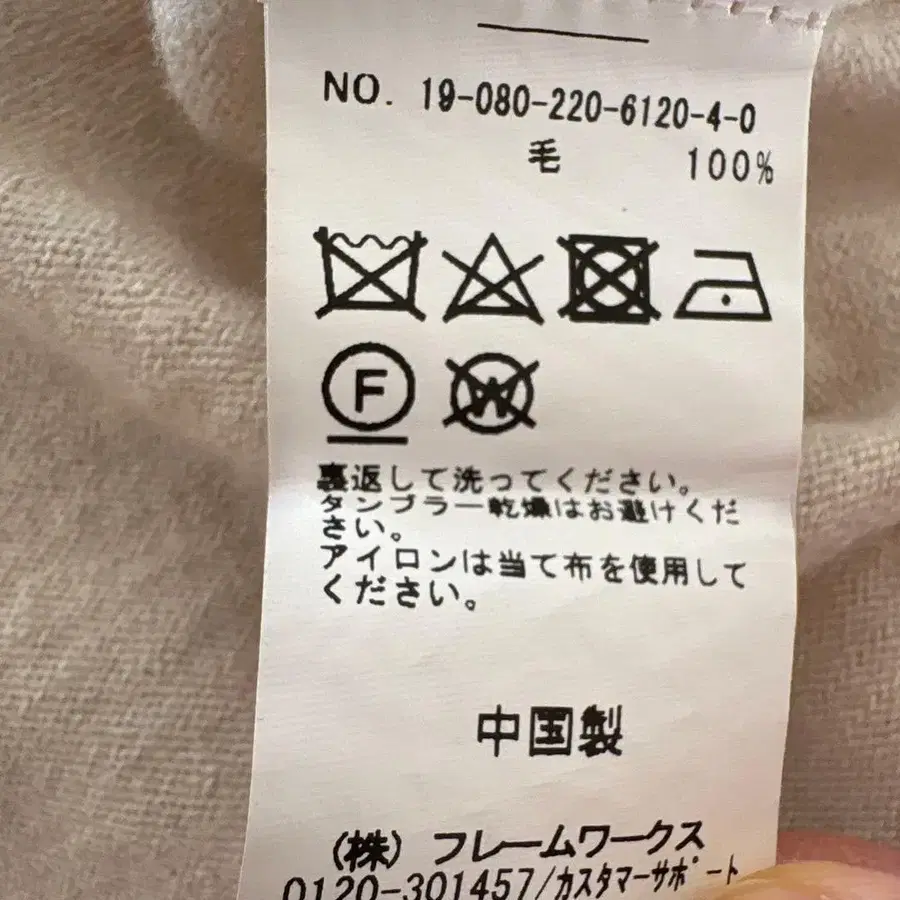 NO. 19-080-220-6120-4-0
毛 100%
F
W
裏返して洗ってください。
タンブラー乾燥はお避けくだ
さい。
アイロンは当て布を使用して
ください。
中国製
(株) フレームワークス
0120-301457/カスタマーサポート